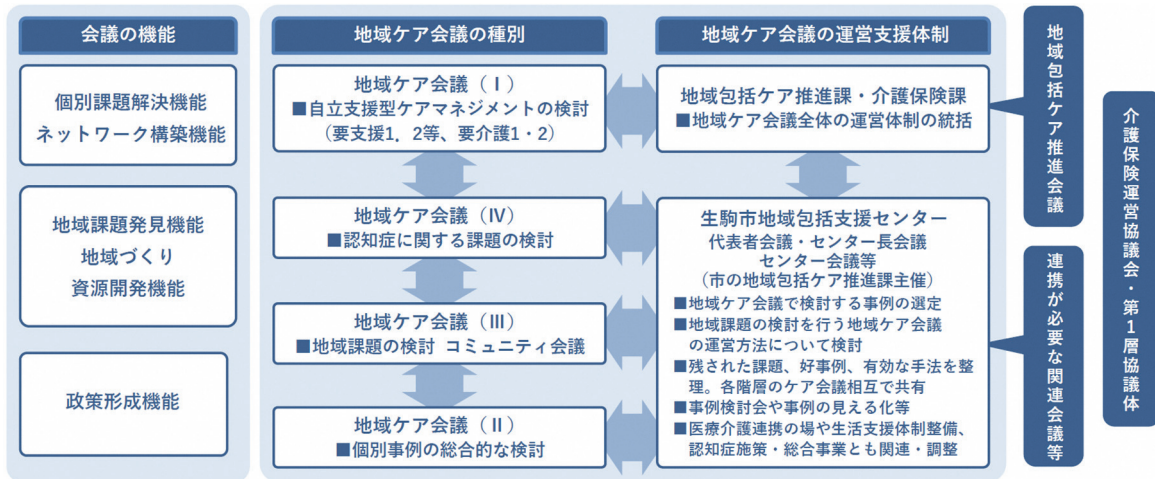 会議の機能
個別課題解決機能
ネットワーク構築機能
地域課題発見機能
地域づくり
資源開発機能
政策形成機能
地域ケア会議の種別
地域ケア会議（Ⅰ）
■自立支援型ケアマネジメントの検討
（要支援1．2等、要介護1・2）
地域ケア会議（Ⅳ）
■認知症に関する課題の検討
地域ケア会議（Ⅲ）
■地域課題の検討 コミュニティ会議
地域ケア会議（Ⅱ）
■個別事例の総合的な検討
地域ケア会議の運営支援体制
地域包括ケア推進課・介護保険課
■地域ケア会議全体の運営体制の統括
生駒市地域包括支援センター
代表者会議・センター長会議
センター会議等
（市の地域包括ケア推進課主催）
■地域ケア会議で検討する事例の選定
■地域課題の検討を行う地域ケア会議
の運営方法について検討
■残された課題、好事例、有効な手法を整
理。各階層のケア会議相互で共有
■事例検討会や事例の見える化等
■医療介護連携の場や生活支援体制整備、
認知症施策・総合事業とも関連・調整
地域包括ケア推進会議
連携が必要な関連会議等
介護保険運営協議会・第1層協議体